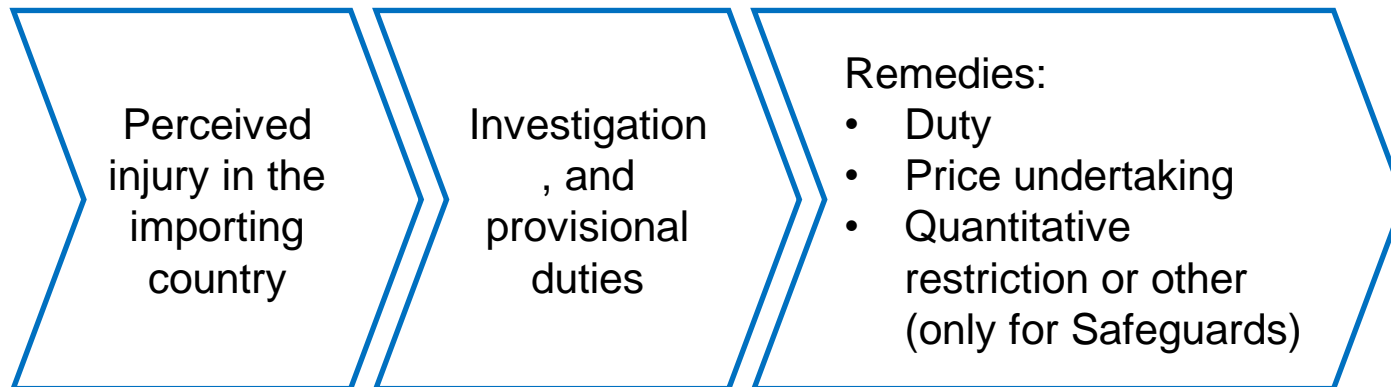 Perceived
injury in the
importing
country
Investigation
, and
provisional
duties
Remedies:
• Duty
• Price undertaking
• Quantitative
restriction or other
(only for Safeguards)